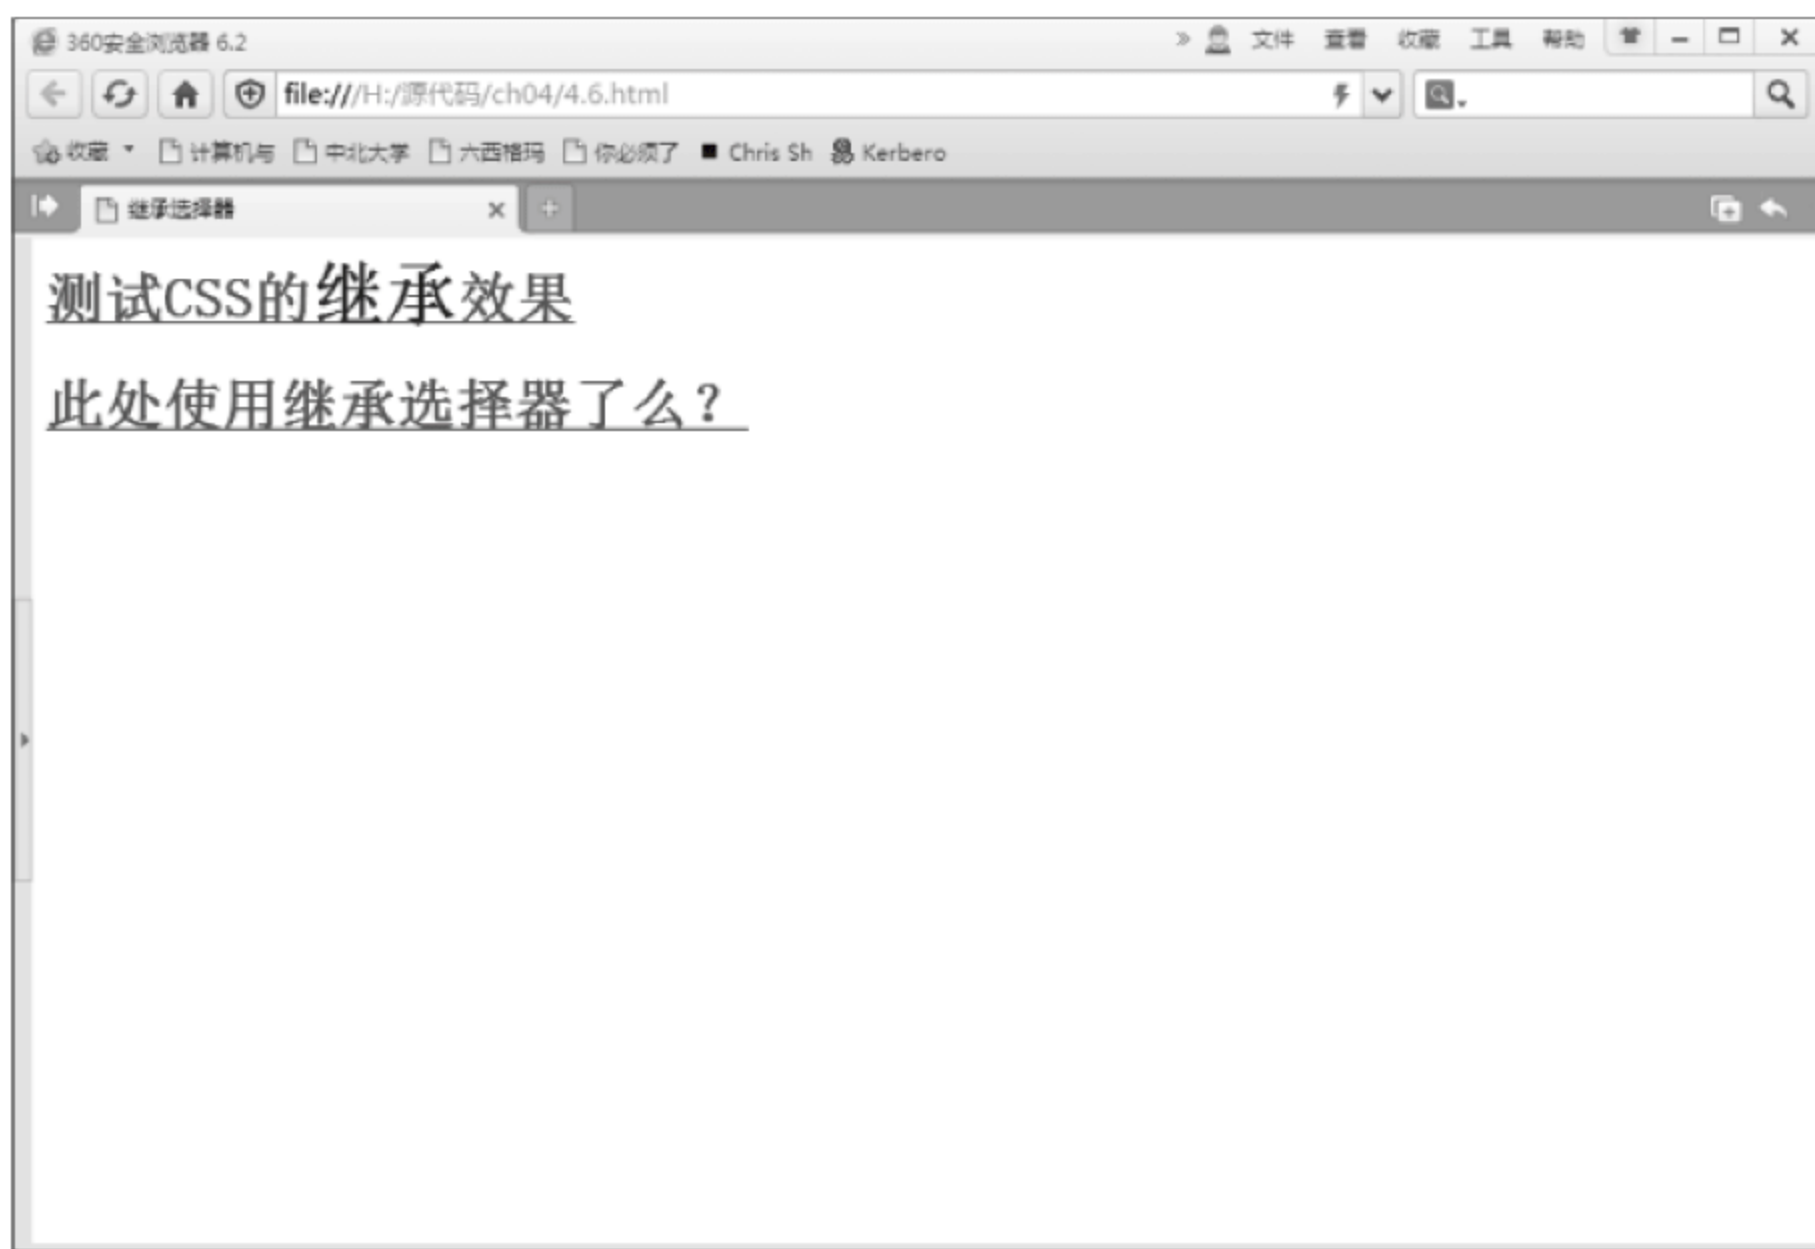 360安全浏览器 6.2 » 文件 查看 收藏 工具 帮助
file:///H:/源代码/ch04/4.6.html
收藏 计算机与 中北大学 六西格玛 你必须了 Chris Sh Kerbero
继承选择器
测试CSS的继承效果
此处使用继承选择器了么？